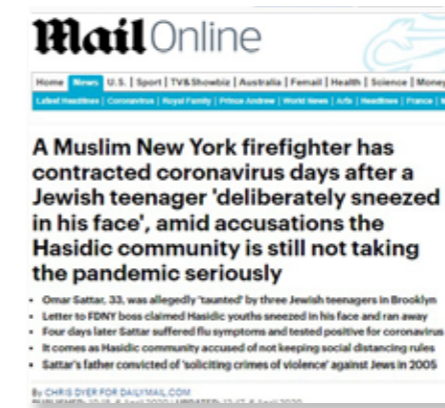 Mail Online
Home News U.S. | Sport | TV&Showbiz | Australia | Femail | Health | Science | Money
Latest Headlines | Coronavirus | Royal Family | Prince Andrew | World News | Arts | Headlines | France |
A Muslim New York firefighter has
contracted coronavirus days after a
Jewish teenager 'deliberately sneezed
in his face', amid accusations the
Hasidic community is still not taking
the pandemic seriously
• Omar Sattar, 33, was allegedly 'taunted' by three Jewish teenagers in Brooklyn
• Letter to FDNY boss claimed Hasidic youths sneezed in his face and ran away
• Four days later Sattar suffered flu symptoms and tested positive for coronavirus
• It comes as Hasidic community accused of not keeping social distancing rules
• Sattar's father convicted of 'soliciting crimes of violence' against Jews in 2005
By CHRIS DYER FOR DAILYMAIL.COM